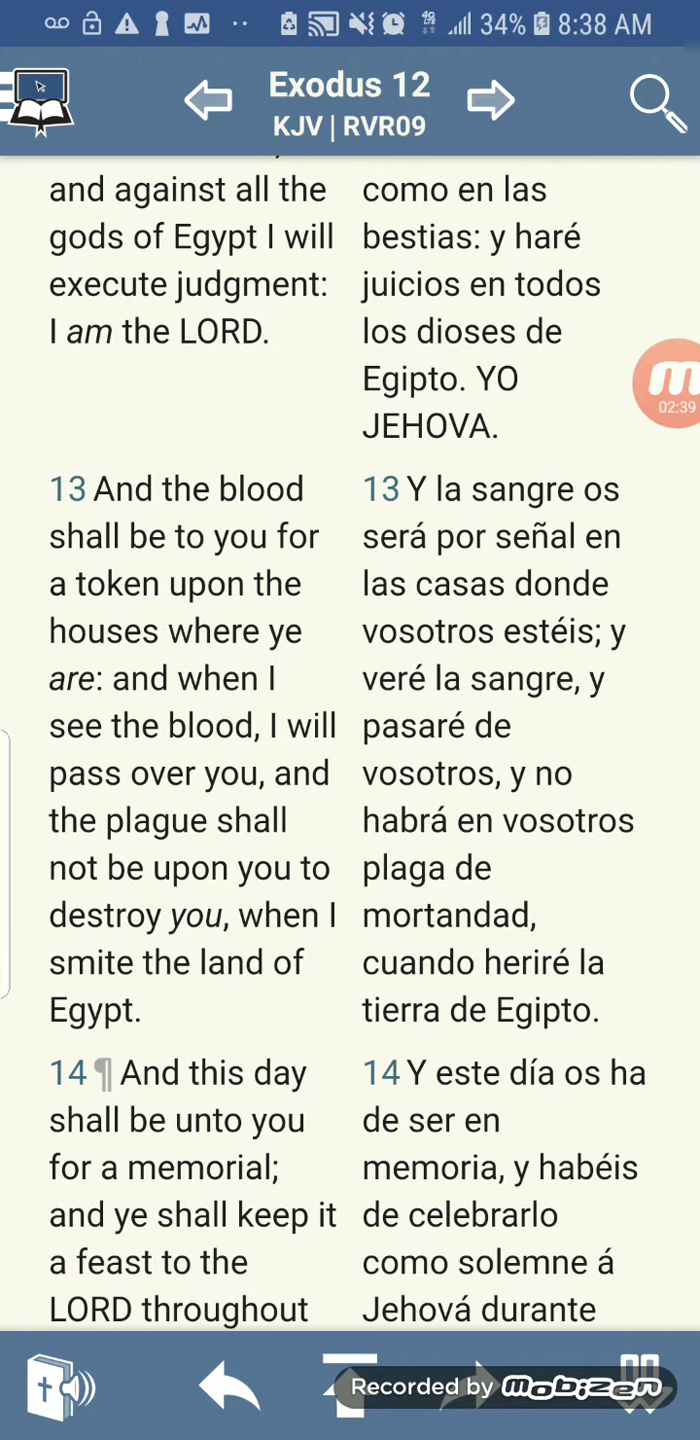 34% 8:38 AM
Exodus 12
KJV | RVR09
and against all the
gods of Egypt I will
execute judgment:
I am the LORD.
como en las
bestias: y haré
juicios en todos
los dioses de
Egipto. YO
JEHOVA.
02:39
13 And the blood
shall be to you for
a token upon the
houses where ye
are: and when I
see the blood, I will
pass over you, and
the plague shall
not be upon you to
destroy you, when I
smite the land of
Egypt.
13 Y la sangre os
será por señal en
las casas donde
vosotros estéis; y
veré la sangre, y
pasaré de
vosotros, y no
habrá en vosotros
plaga de
mortandad,
cuando heriré la
tierra de Egipto.
14 ¶ And this day
shall be unto you
for a memorial;
and ye shall keep it
a feast to the
LORD throughout
14 Y este día os ha
de ser en
memoria, y habéis
de celebrarlo
como solemne á
Jehová durante
Recorded by mobizen